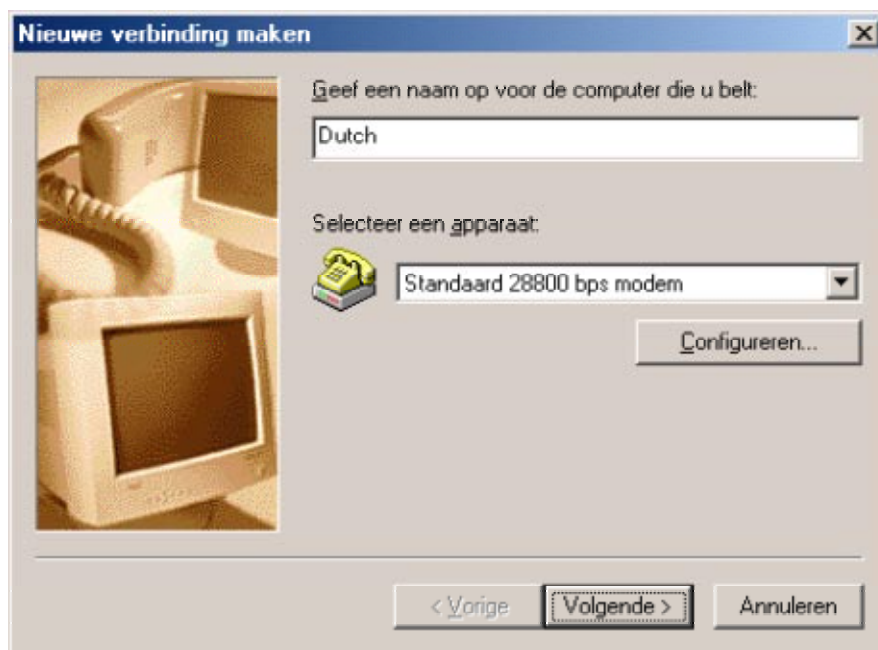 Nieuwe verbinding maken
Geef een naam op voor de computer die u belt:
Dutch
Selecteer een apparaat:
Standaard 28800 bps modem
Configureren...
< Vorige
Volgende >
Annuleren